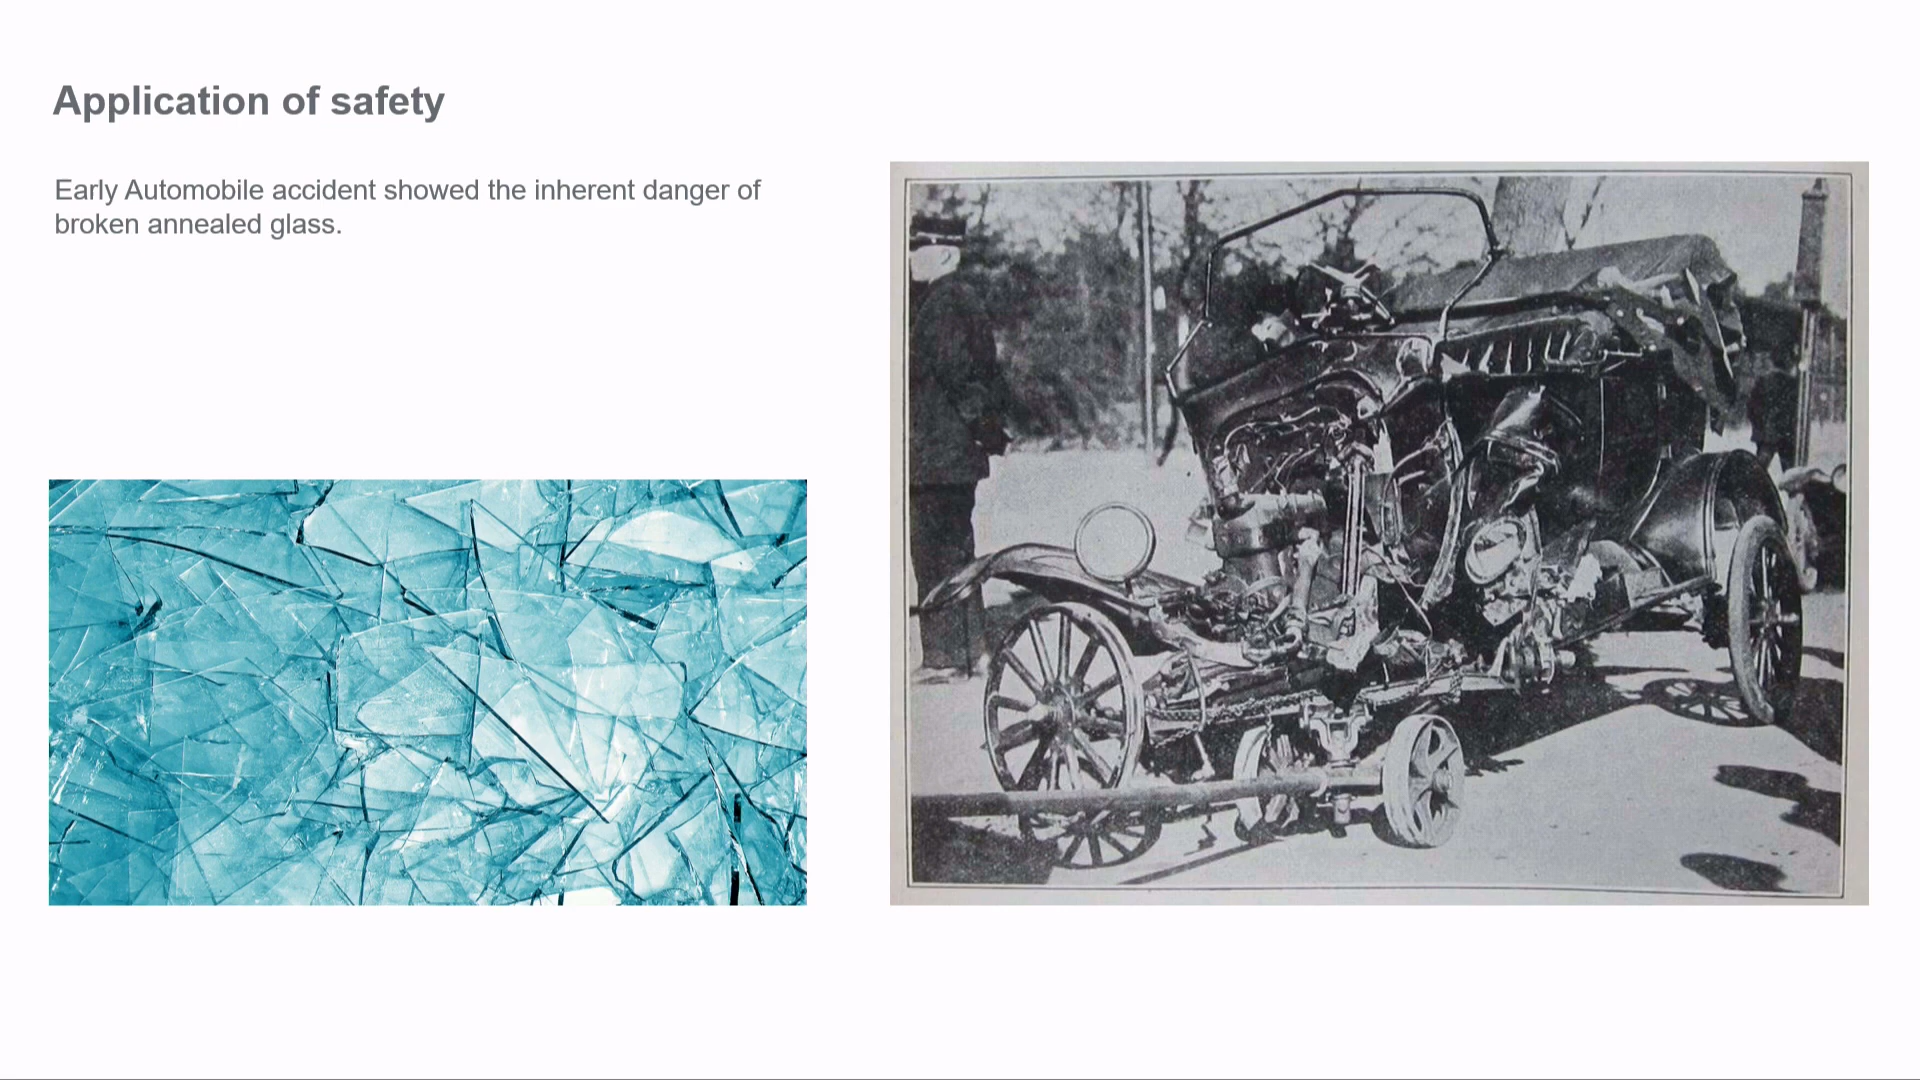 Application of safety
Early Automobile accident showed the inherent danger of
broken annealed glass.